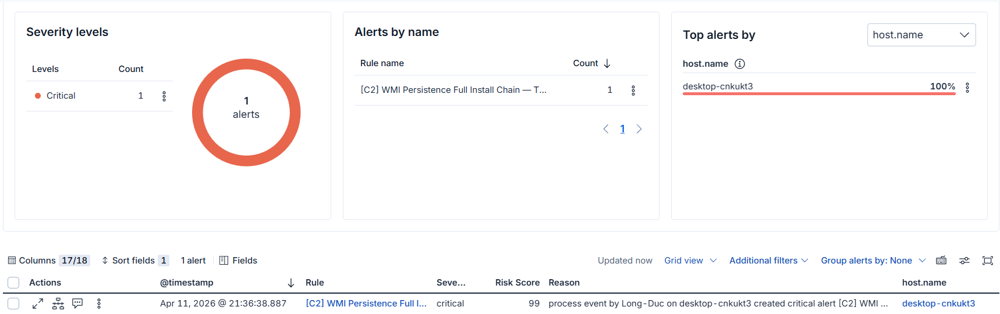 Severity levels
Levels Count
Critical 1
1
alerts
Alerts by name
Rule name Count
[C2] WMI Persistence Full Install Chain — T... 1
1
Top alerts by host.name
host.name
desktop-cnkukt3 100%
Columns 17/18 Sort fields 1 1 alert Fields Updated now Grid view Additional filters Group alerts by: None
Actions @timestamp Rule Seve... Risk Score Reason host.name
Apr 11, 2026 @ 21:36:38.887 [C2] WMI Persistence Full I... critical 99 process event by Long-Duc on desktop-cnkukt3 created critical alert [C2] WMI ... desktop-cnkukt3